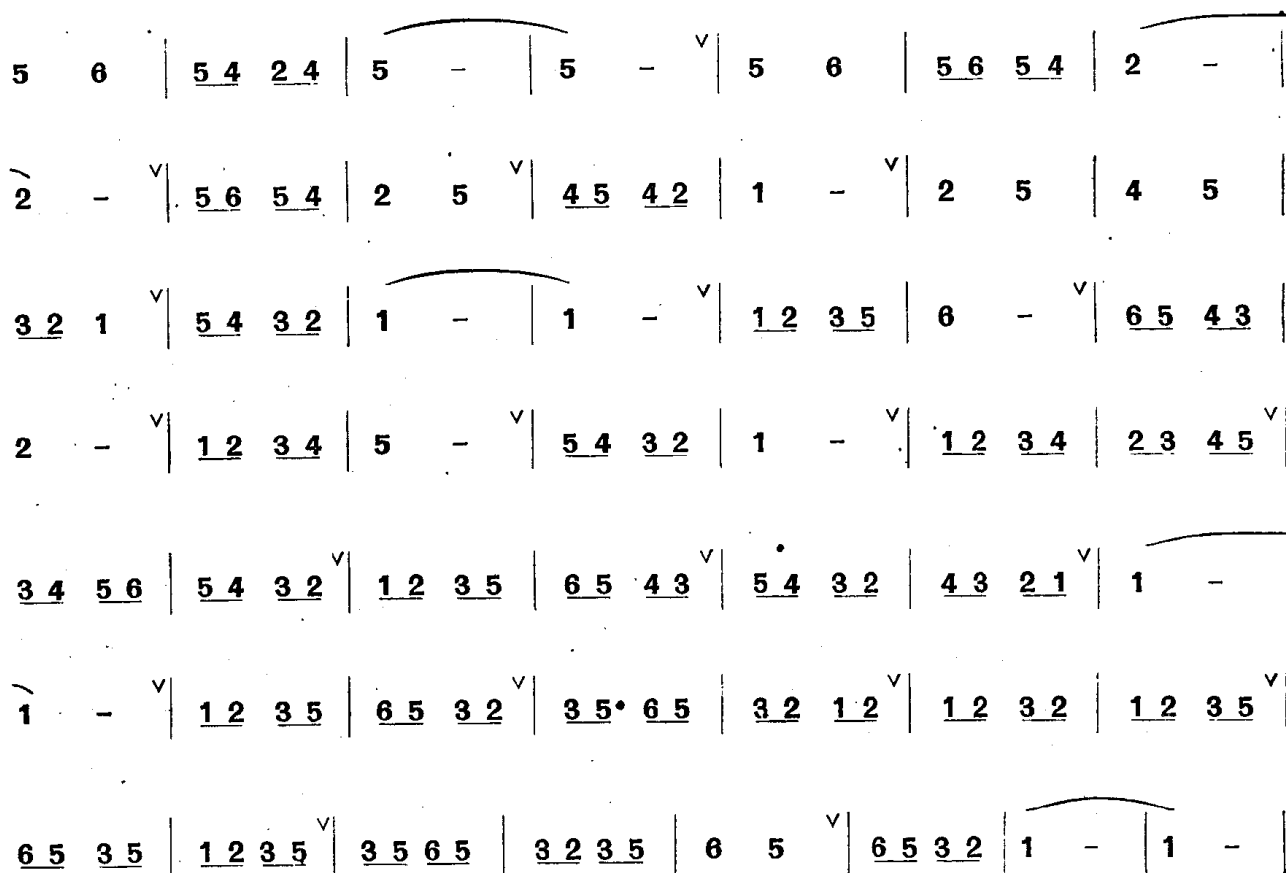 5 6 | 5 4 2 4 | 5 - | 5 - ∨ | 5 6 | 5 6 5 4 | 2 - |
2 - ∨ | 5 6 5 4 | 2 5 ∨ | 4 5 4 2 | 1 - ∨ | 2 5 | 4 5 |
3 2 1 ∨ | 5 4 3 2 | 1 - | 1 - ∨ | 1 2 3 5 | 6 - ∨ | 6 5 4 3 |
2 - ∨ | 1 2 3 4 | 5 - ∨ | 5 4 3 2 | 1 - ∨ | 1 2 3 4 | 2 3 4 5 ∨ |
3 4 5 6 | 5 4 3 2 ∨ | 1 2 3 5 | 6 5 4 3 ∨ | 5 4 3 2 | 4 3 2 1 ∨ | 1 - |
1 - ∨ | 1 2 3 5 | 6 5 3 2 ∨ | 3 5 6 5 | 3 2 1 2 ∨ | 1 2 3 2 | 1 2 3 5 ∨ |
6 5 3 5 | 1 2 3 5 ∨ | 3 5 6 5 | 3 2 3 5 | 6 5 ∨ | 6 5 3 2 | 1 - | 1 - |